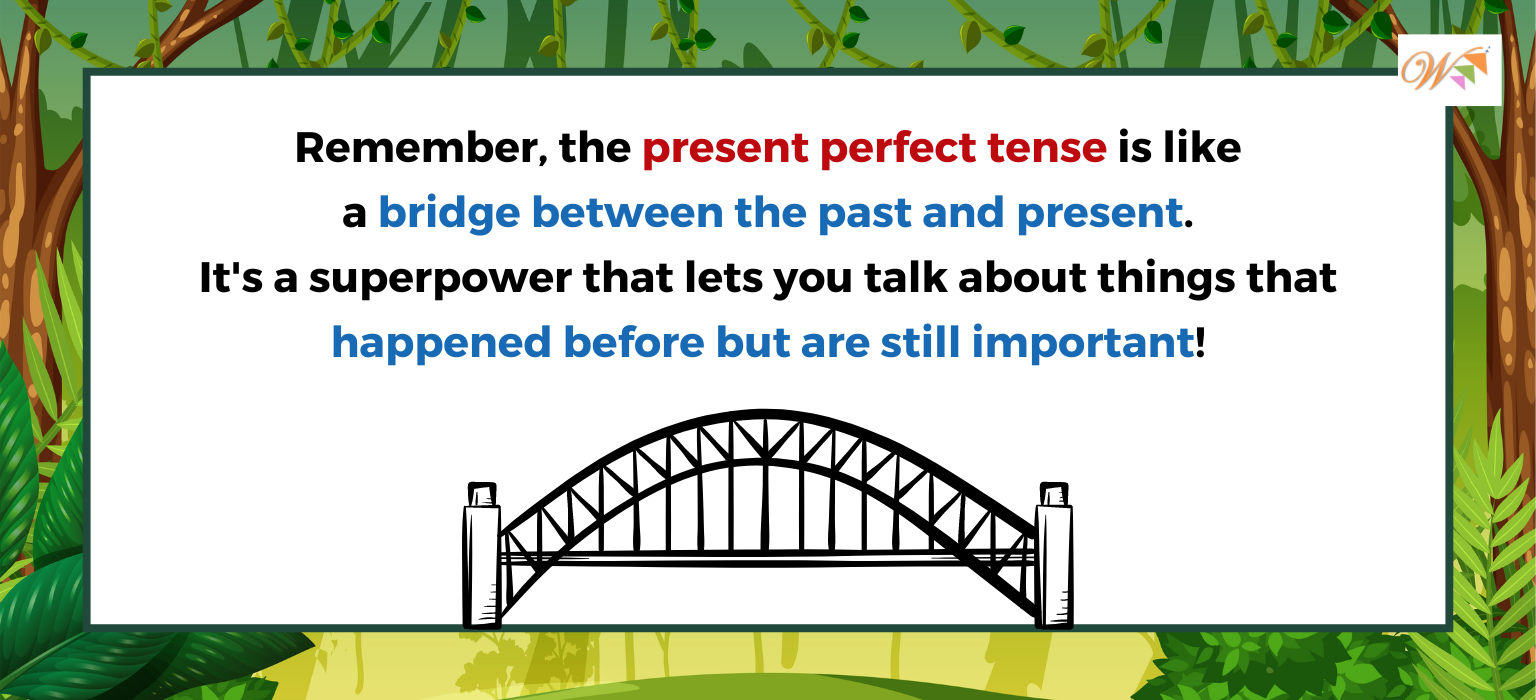 Remember, the present perfect tense is like
a bridge between the past and present.
It's a superpower that lets you talk about things that
happened before but are still important!
W